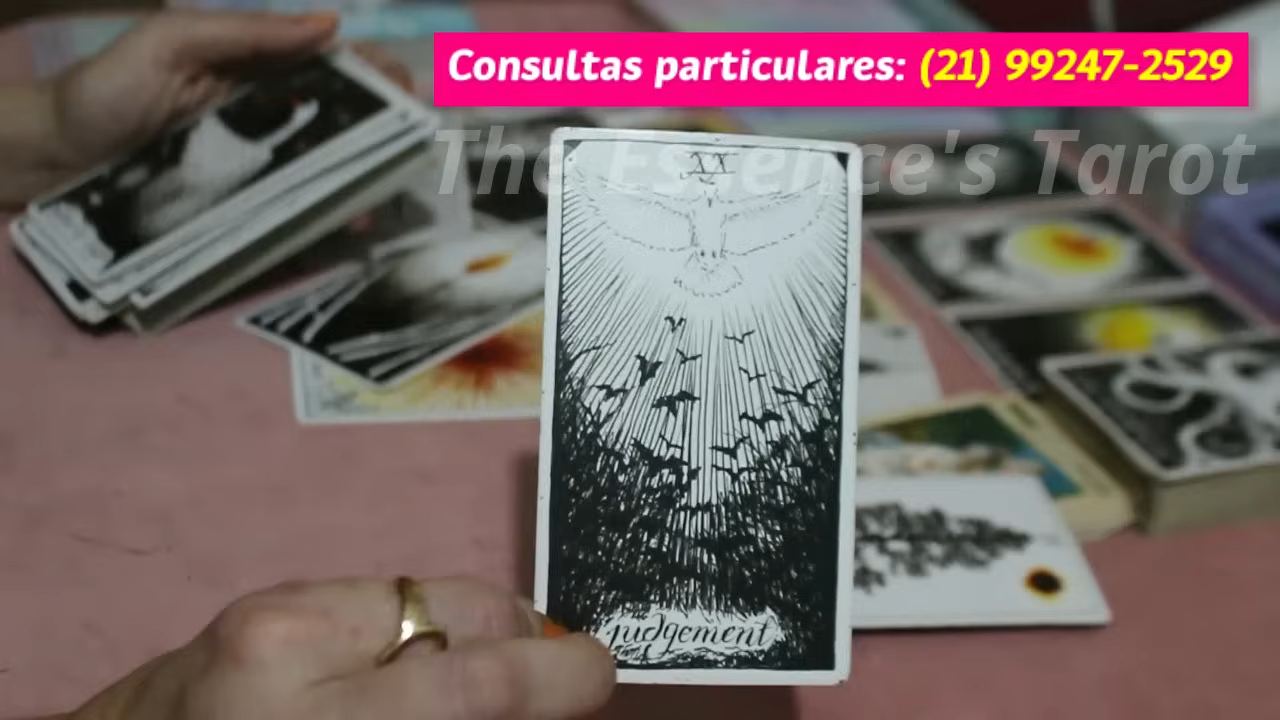 Consultas particulares: (21) 99247-2529
The Essence's Tarot
XX
judgement